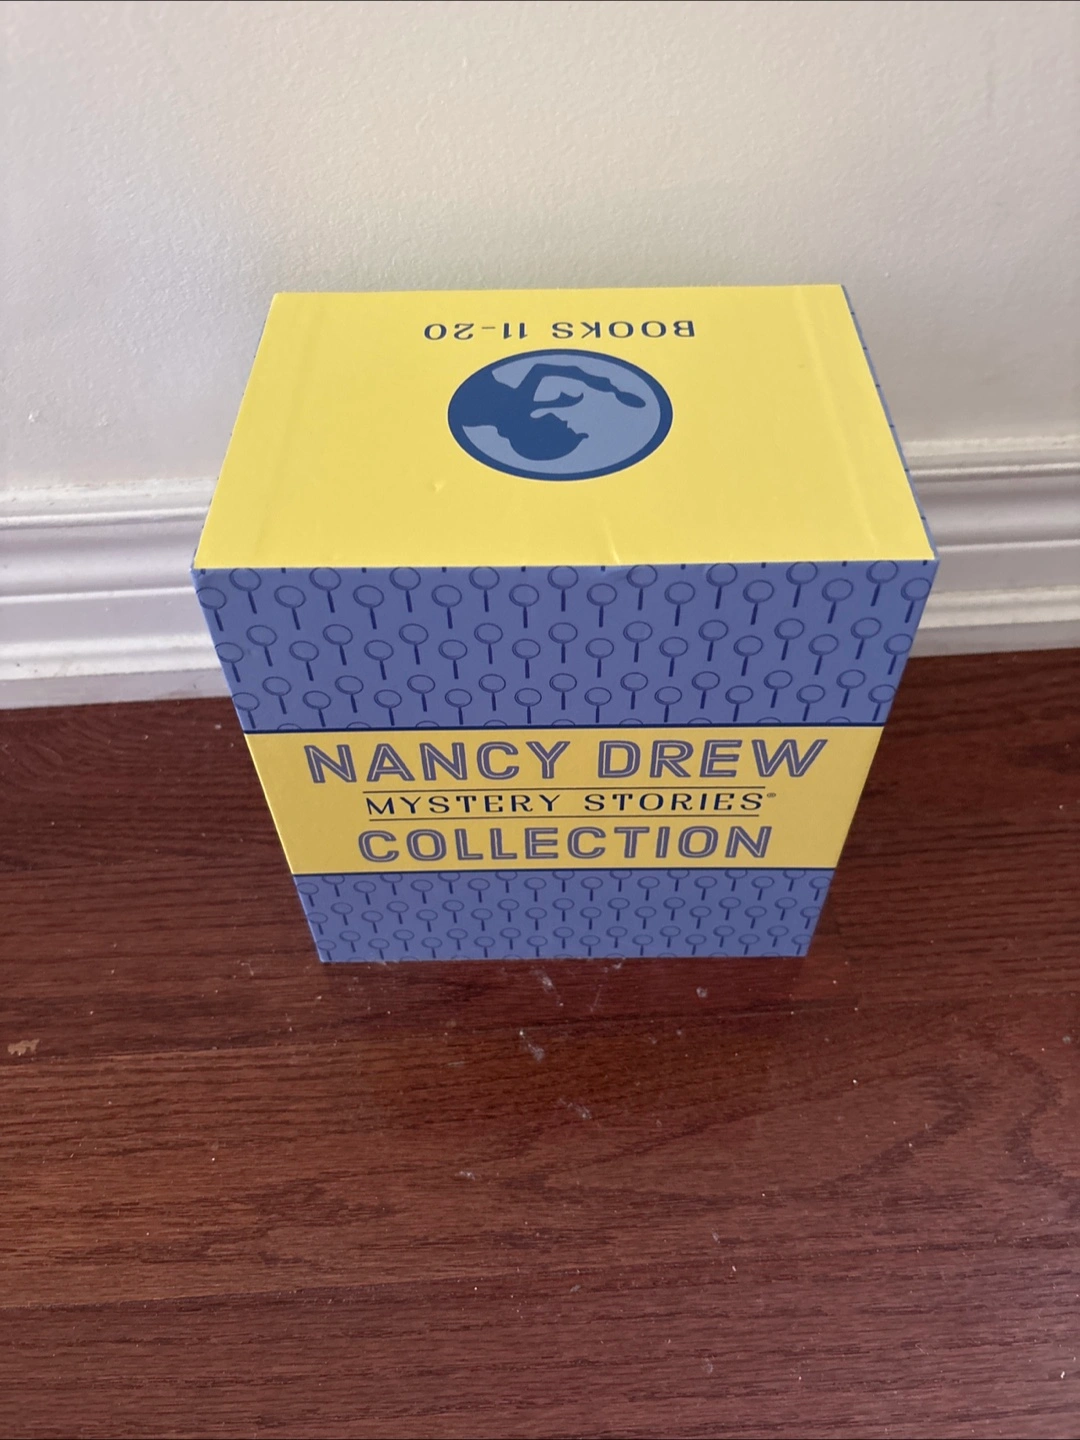 BOOKS 11-20
NANCY DREW
MYSTERY STORIES®
COLLECTION